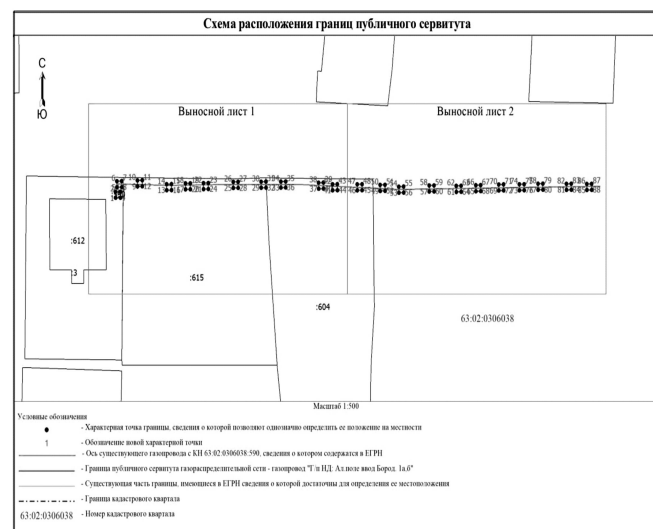 Схема расположения границ публичного сервитута
С
Ю
Выносной лист 1
Выносной лист 2
:612
:3
:615
:604
63:02:0306038
Масштаб 1:500
Условные обозначения
- Характерная точка границы, сведения о которой позволяют однозначно определить ее положение на местности
1 - Обозначение новой характерной точки
- Ось существующего газопровода с КН 63:02:0306038:590, сведения о котором содержатся в ЕГРН
- Граница публичного сервитута газораспределительной сети - газопровод "Г/п НД: Ал.поле ввод Бород. 1а,б"
- Существующая часть границы, имеющиеся в ЕГРН сведения о которой достаточны для определения ее местоположения
- Граница кадастрового квартала
63:02:0306038 - Номер кадастрового квартала